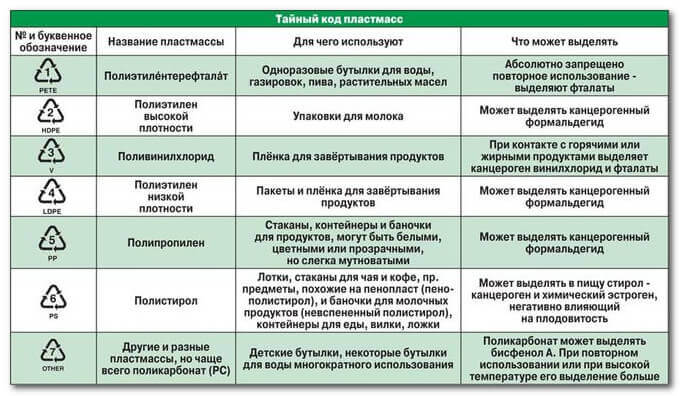 Тайный код пластмасс
№ и буквенное
обозначение
Название пластмассы
Для чего используют
Что может выделять
1
PETE
Полиэтиле́нтерефтала́т
Одноразовые бутылки для воды,
газировок, пива, растительных масел
Абсолютно запрещено
повторное использование -
выделяют фталаты
2
HDPE
Полиэтилен
высокой
плотности
Упаковки для молока
Может выделять канцерогенный
формальдегид
3
V
Поливинилхлорид
Плёнка для завёртывания продуктов
При контакте с горячими или
жирными продуктами выделяет
канцероген винилхлорид и фталаты
4
LDPE
Полиэтилен
низкой
плотности
Пакеты и плёнка для завёртывания
продуктов
Может выделять канцерогенный
формальдегид
5
PP
Полипропилен
Стаканы, контейнеры и баночки
для продуктов, могут быть белыми,
цветными или прозрачными,
но слегка мутноватыми
Может выделять канцерогенный
формальдегид
6
PS
Полистирол
Лотки, стаканы для чая и кофе, пр.
предметы, похожие на пенопласт (пено-
полистирол), и баночки для молочных
продуктов (невспененный полистирол),
контейнеры для еды, вилки, ложки
Может выделять в пищу стирол -
канцероген и химический эстроген,
негативно влияющий
на плодовитость
7
OTHER
Другие и разные
пластмассы, но чаще
всего поликарбонат (PC)
Детские бутылки, некоторые бутылки
для воды многократного использования
Поликарбонат может выделять
бисфенол А. При повторном
использовании или при высокой
температуре его выделение больше